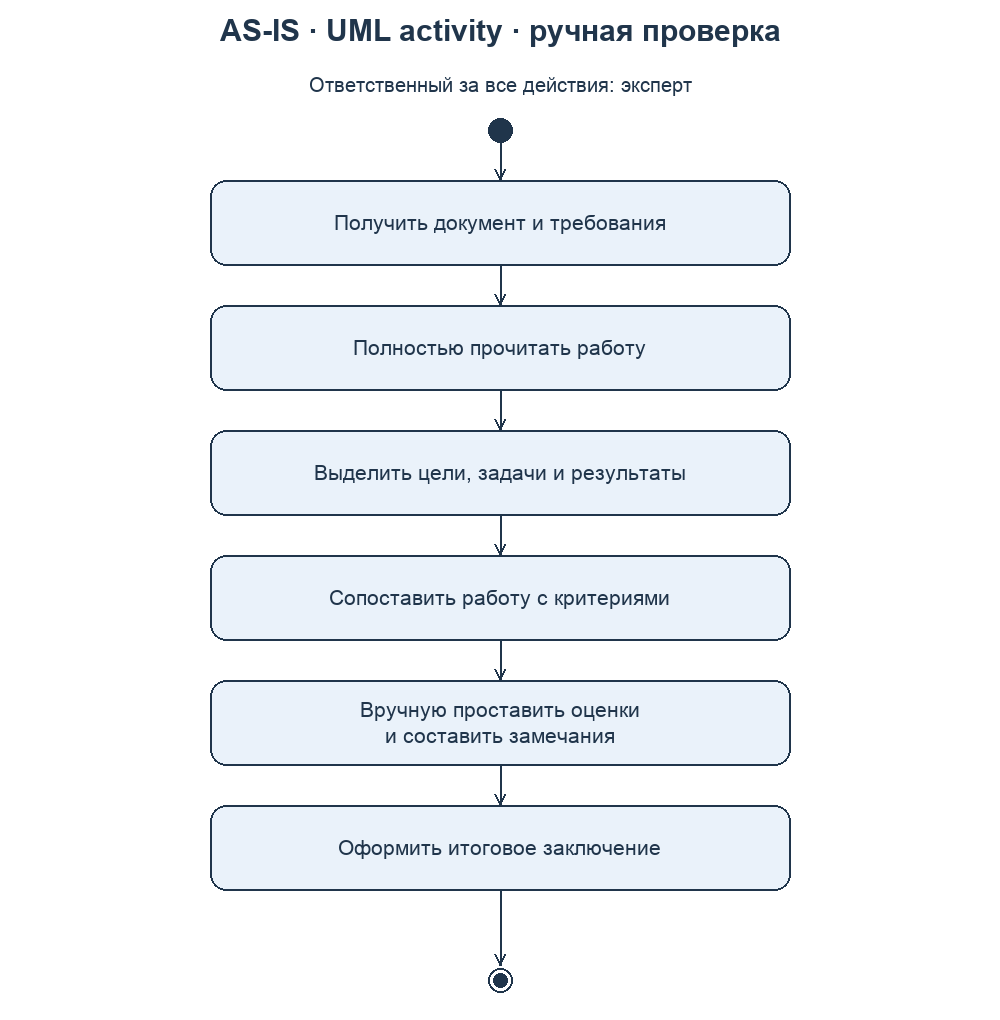 AS-IS · UML activity · ручная проверка
Ответственный за все действия: эксперт
Получить документ и требования
Полностью прочитать работу
Выделить цели, задачи и результаты
Сопоставить работу с критериями
Вручную проставить оценки
и составить замечания
Оформить итоговое заключение